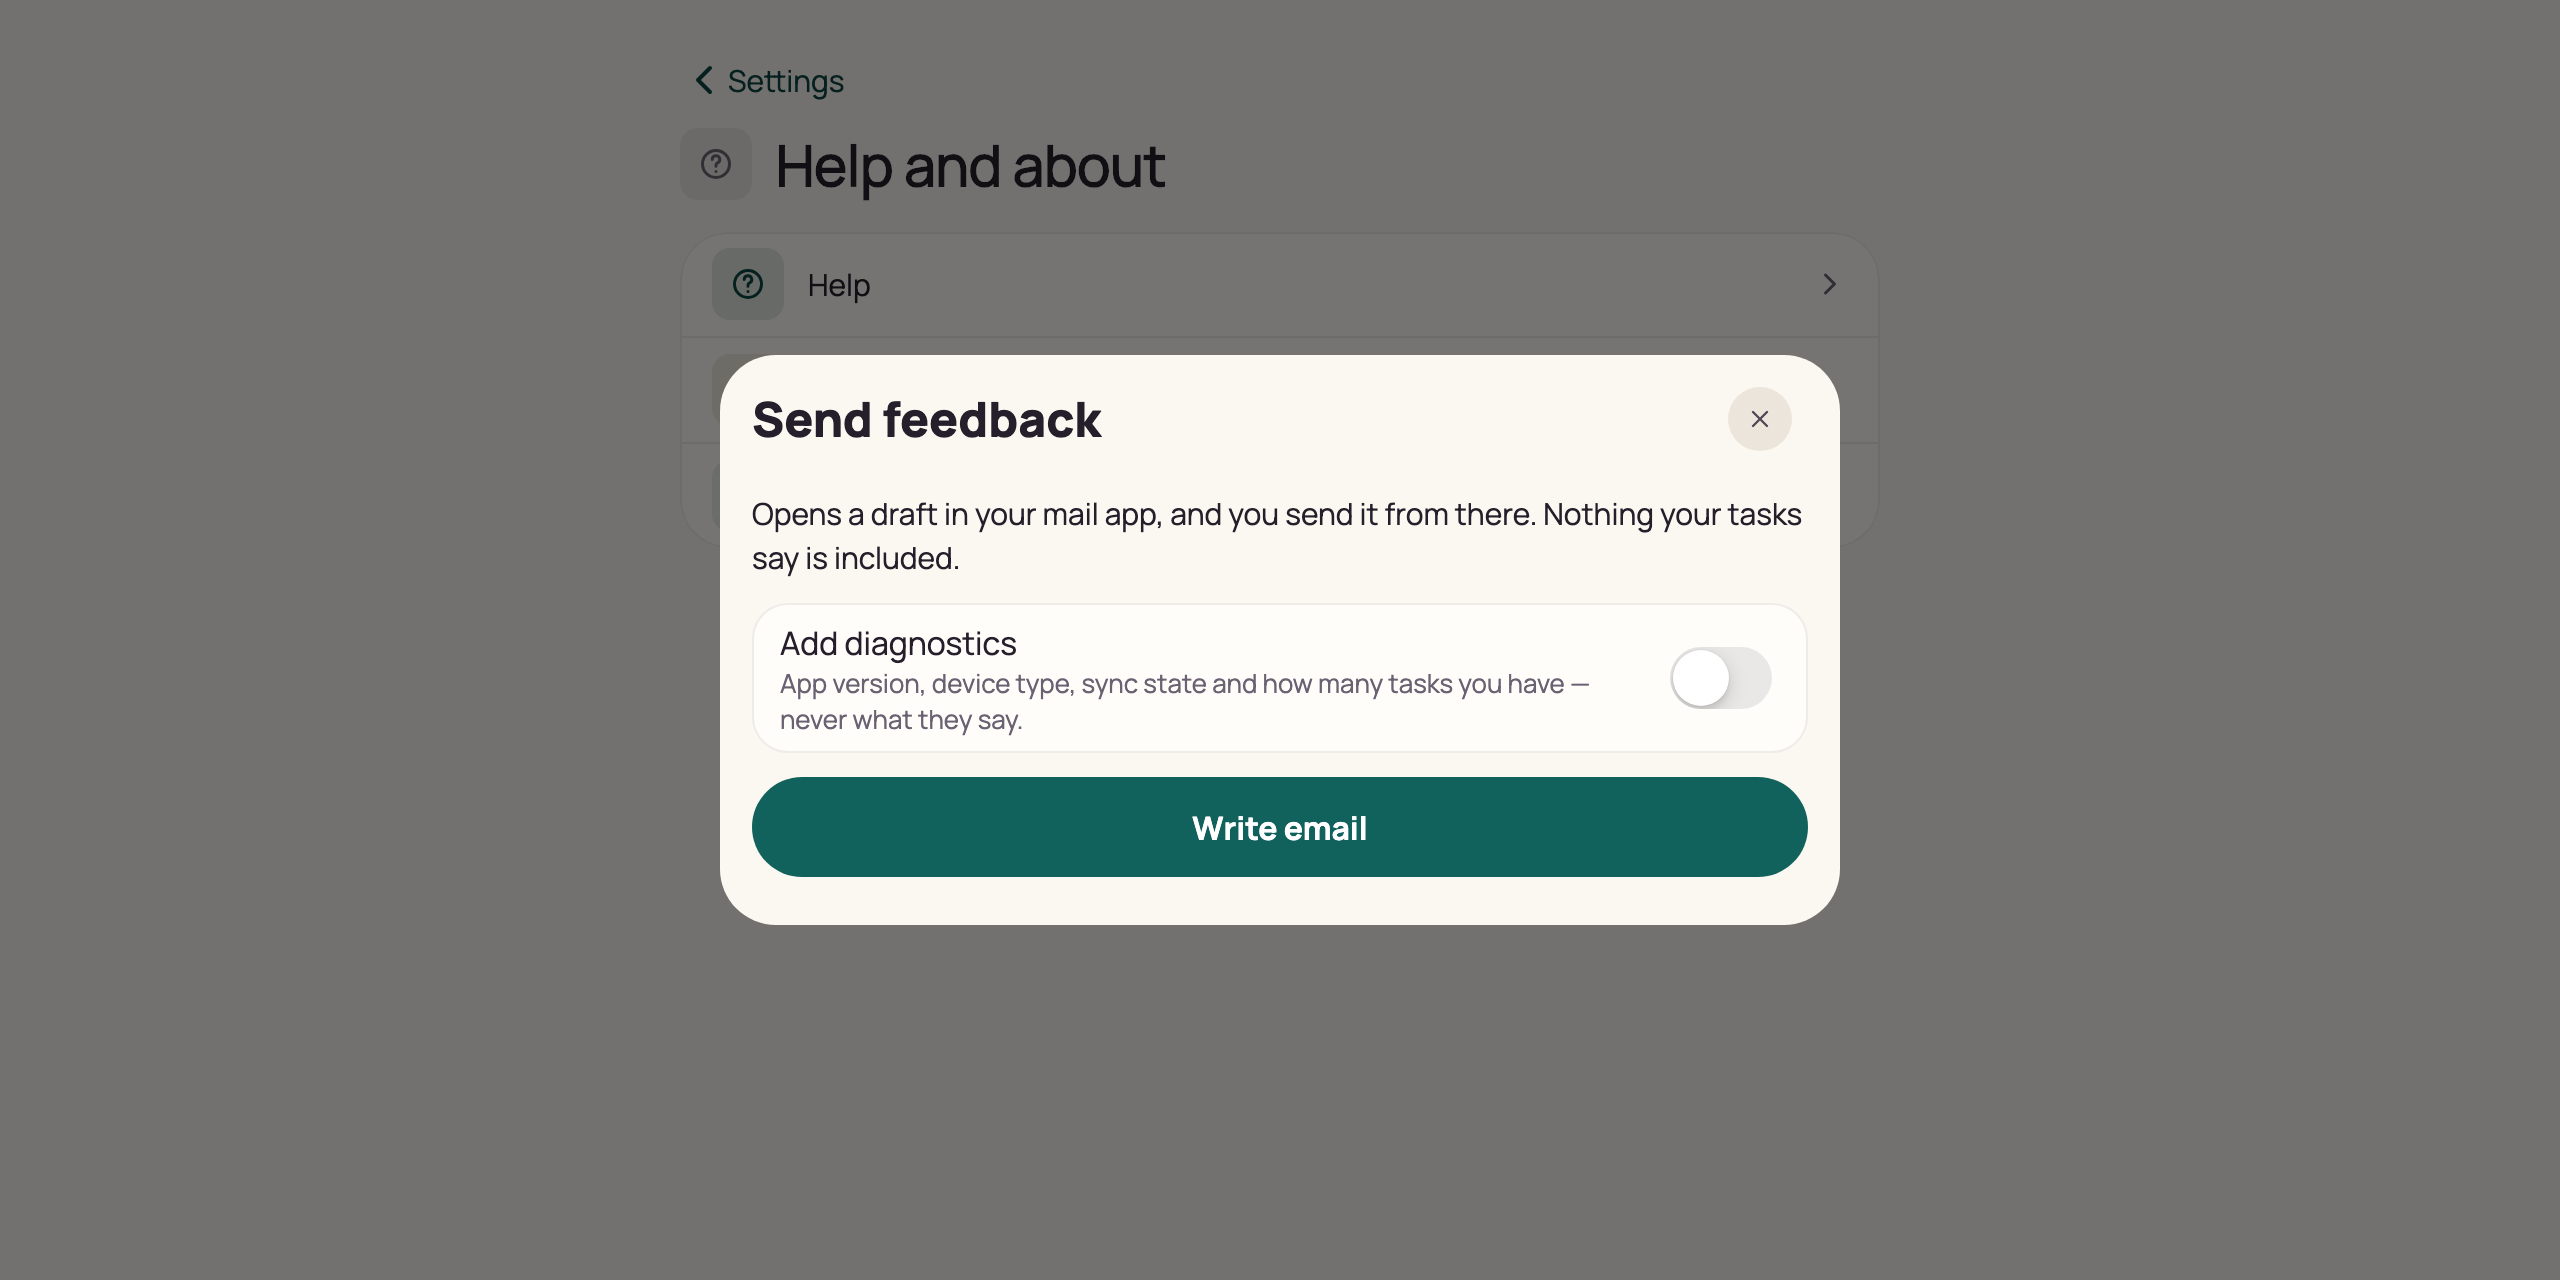 Settings
Help and about
Help
Send feedback
Opens a draft in your mail app, and you send it from there. Nothing your tasks
say is included.
Add diagnostics
App version, device type, sync state and how many tasks you have —
never what they say.
Write email